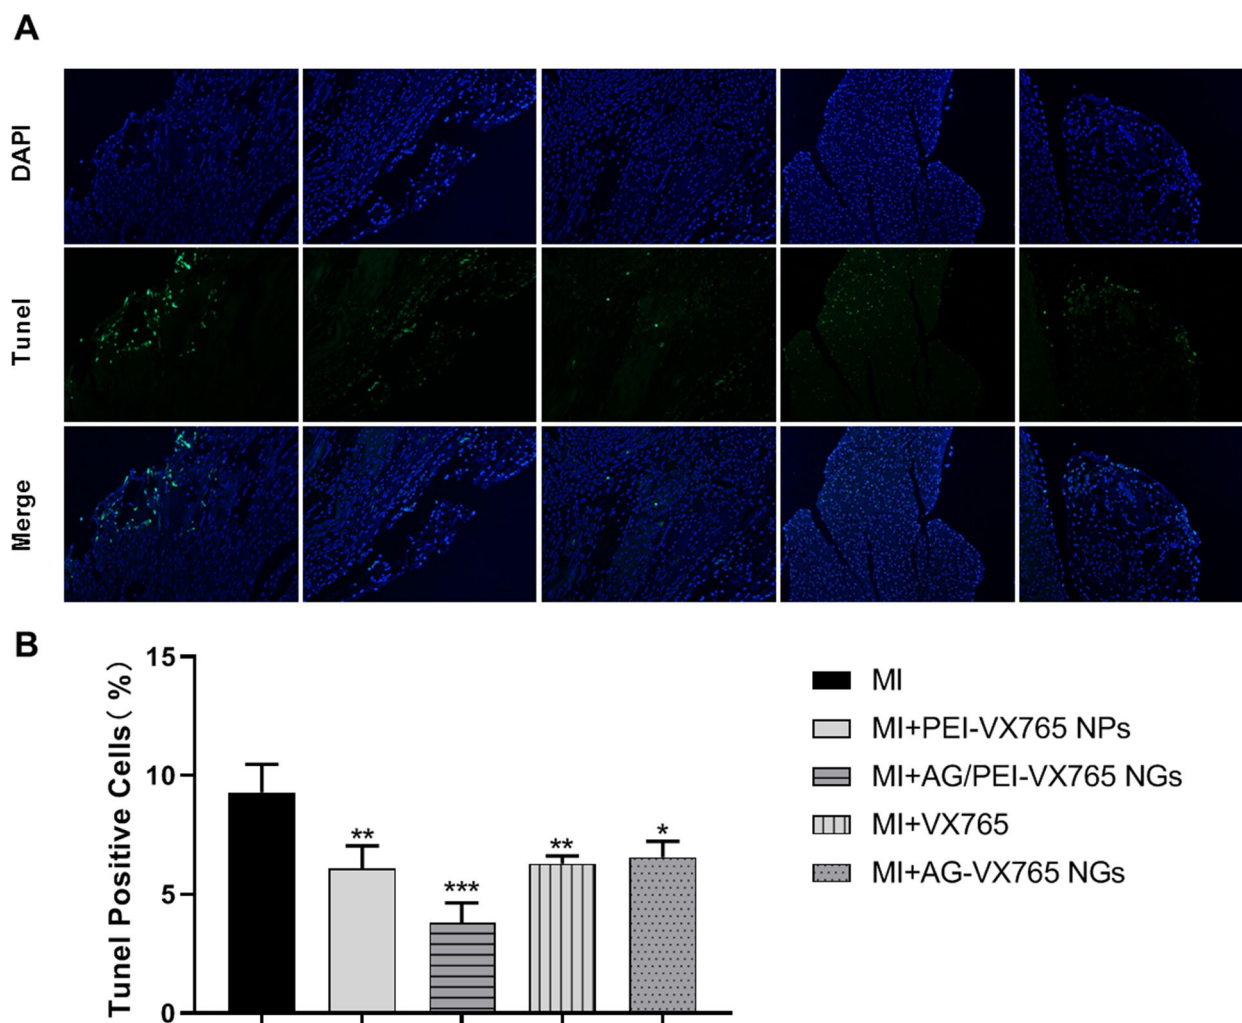 A
DAPI
Tunel
Merge
B
Tunel Positive Cells( %)
15
10
5
0
**
***
**
*
MI
MI+PEI-VX765 NPs
MI+AG/PEI-VX765 NGs
MI+VX765
MI+AG-VX765 NGs